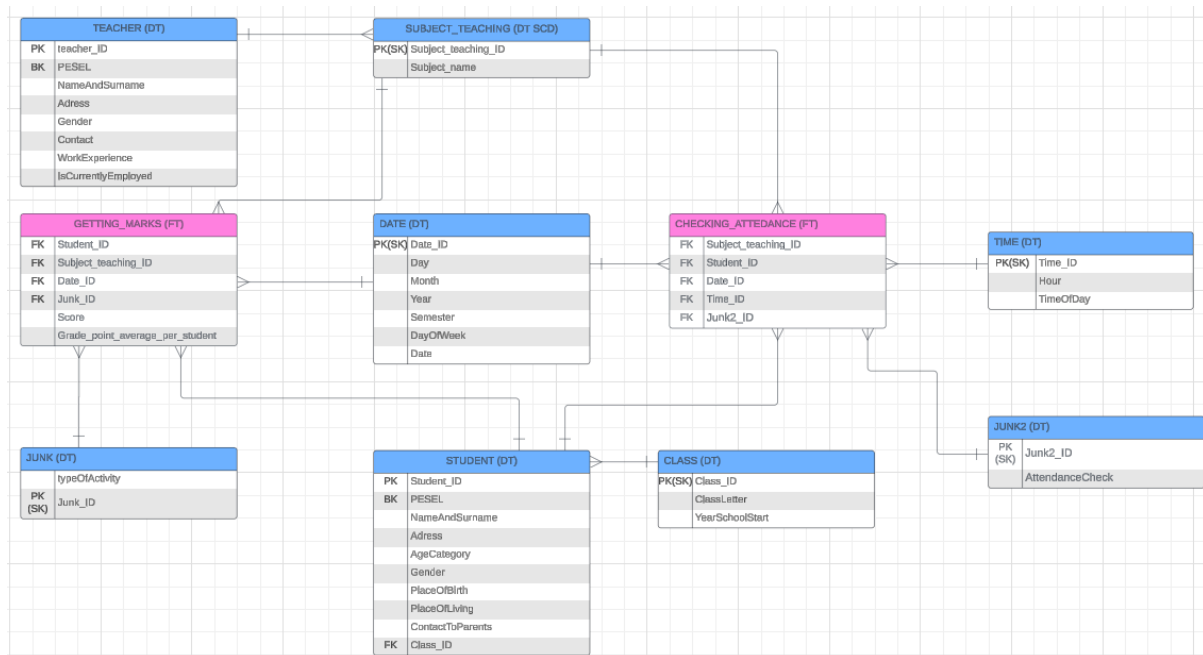 TEACHER (DT)
PK teacher_ID
BK PESEL
NameAndSurname
Adress
Gender
Contact
WorkExperience
IsCurrentlyEmployed
SUBJECT_TEACHING (DT SCD)
PK(SK) Subject_teaching_ID
Subject_name
GETTING_MARKS (FT)
FK Student_ID
FK Subject_teaching_ID
FK Date_ID
FK Junk_ID
Score
Grade_point_average_per_student
DATE (DT)
PK(SK) Date_ID
Day
Month
Year
Semester
DayOfWeek
Date
CHECKING_ATTEDANCE (FT)
FK Subject_teaching_ID
FK Student_ID
FK Date_ID
FK Time_ID
FK Junk2_ID
TIME (DT)
PK(SK) Time_ID
Hour
TimeOfDay
JUNK (DT)
typeOfActivity
PK
(SK) Junk_ID
STUDENT (DT)
PK Student_ID
BK PESEL
NameAndSurname
Adress
AgeCategory
Gender
PlaceOfBirth
PlaceOfLiving
ContactToParents
FK Class_ID
CLASS (DT)
PK(SK) Class_ID
ClassLetter
YearSchoolStart
JUNK2 (DT)
PK
(SK) Junk2_ID
AttendanceCheck